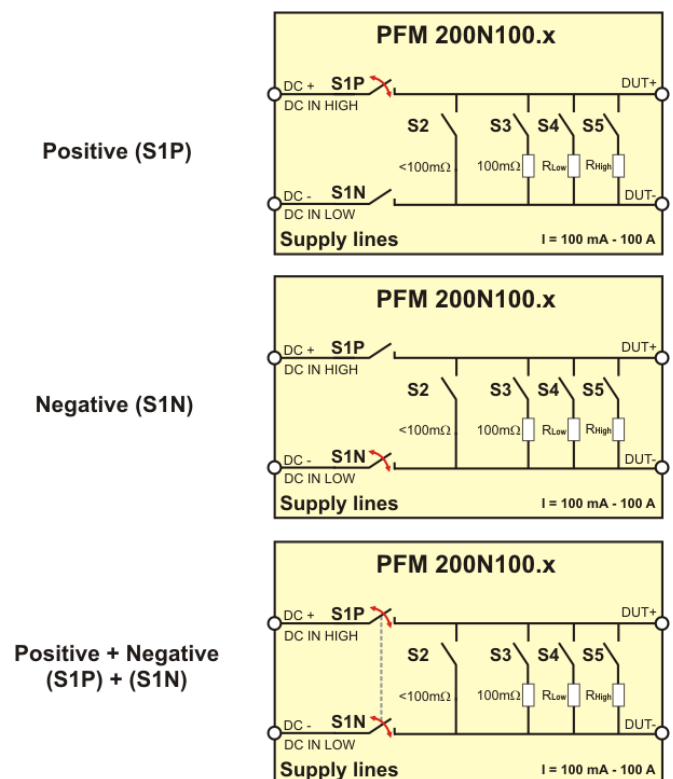 PFM 200N100.x
DC + S1P DUT+
DC IN HIGH
S2 S3 S4 S5
Positive (S1P)
<100mΩ 100mΩ RLow RHigh
DC - S1N DUT-
DC IN LOW
Supply lines I = 100 mA - 100 A
PFM 200N100.x
DC + S1P DUT+
DC IN HIGH
S2 S3 S4 S5
Negative (S1N)
<100mΩ 100mΩ RLow RHigh
DC - S1N DUT-
DC IN LOW
Supply lines I = 100 mA - 100 A
PFM 200N100.x
DC + S1P DUT+
DC IN HIGH
S2 S3 S4 S5
Positive + Negative
(S1P) + (S1N)
<100mΩ 100mΩ RLow RHigh
DC - S1N DUT-
DC IN LOW
Supply lines I = 100 mA - 100 A